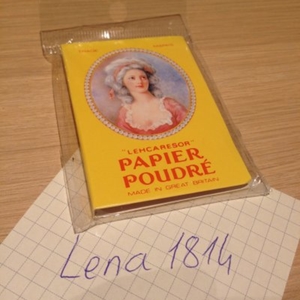 "LEHCARESOR"
PAPIER
POUDRÉ
MADE IN GREAT BRITAIN
Lena 1814